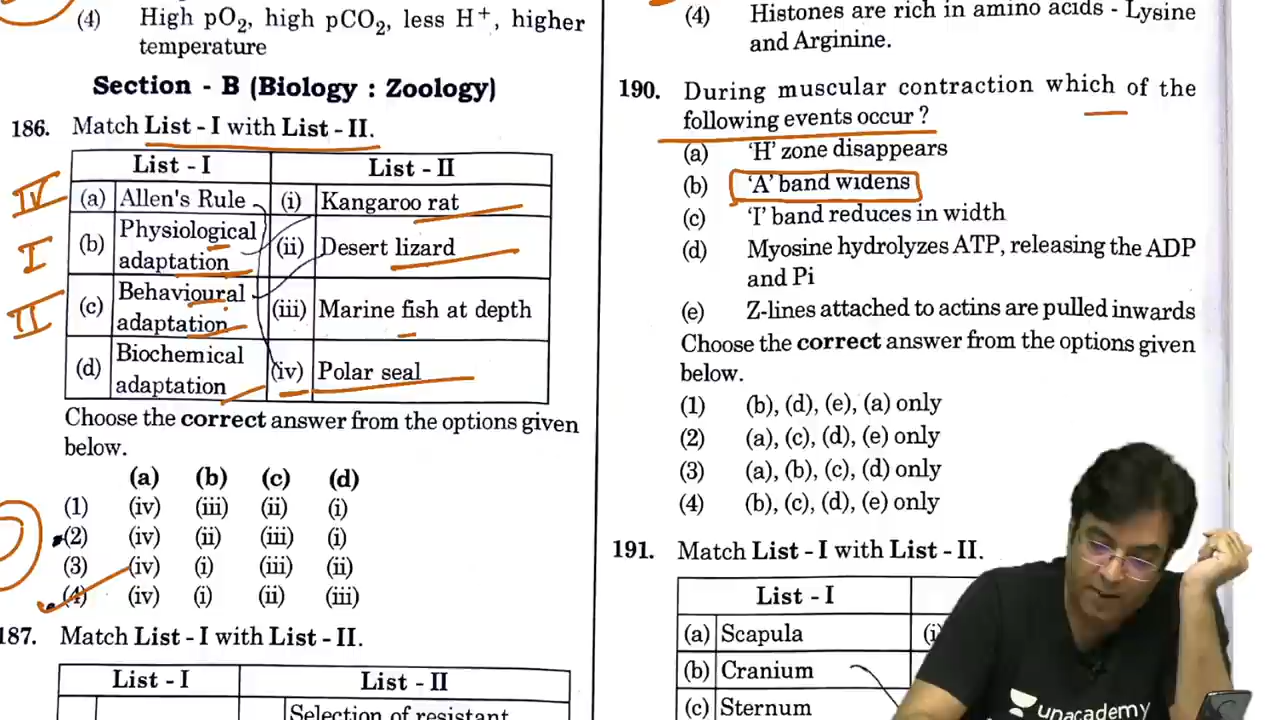 (4) High pO2, high pCO2, less H+, higher
temperature
Section - B (Biology : Zoology)
186. Match List - I with List - II.
List - I List - II
IV (a) Allen's Rule (i) Kangaroo rat
I (b) Physiological
adaptation (ii) Desert lizard
II (c) Behavioural
adaptation (iii) Marine fish at depth
(d) Biochemical
adaptation (iv) Polar seal
Choose the correct answer from the options given
below.
(a) (b) (c) (d)
(1) (iv) (iii) (ii) (i)
(2) (iv) (ii) (iii) (i)
(3) (iv) (i) (iii) (ii)
(4) (iv) (i) (ii) (iii)
187. Match List - I with List - II.
List - I List - II
Selection of resistant
(4) Histones are rich in amino acids - Lysine
and Arginine.
190. During muscular contraction which of the
following events occur ?
(a) 'H' zone disappears
(b) 'A' band widens
(c) 'I' band reduces in width
(d) Myosine hydrolyzes ATP, releasing the ADP
and Pi
(e) Z-lines attached to actins are pulled inwards
Choose the correct answer from the options given
below.
(1) (b), (d), (e), (a) only
(2) (a), (c), (d), (e) only
(3) (a), (b), (c), (d) only
(4) (b), (c), (d), (e) only
191. Match List - I with List - II.
List - I
(a) Scapula (i)
(b) Cranium
(c) Sternum
unacademy